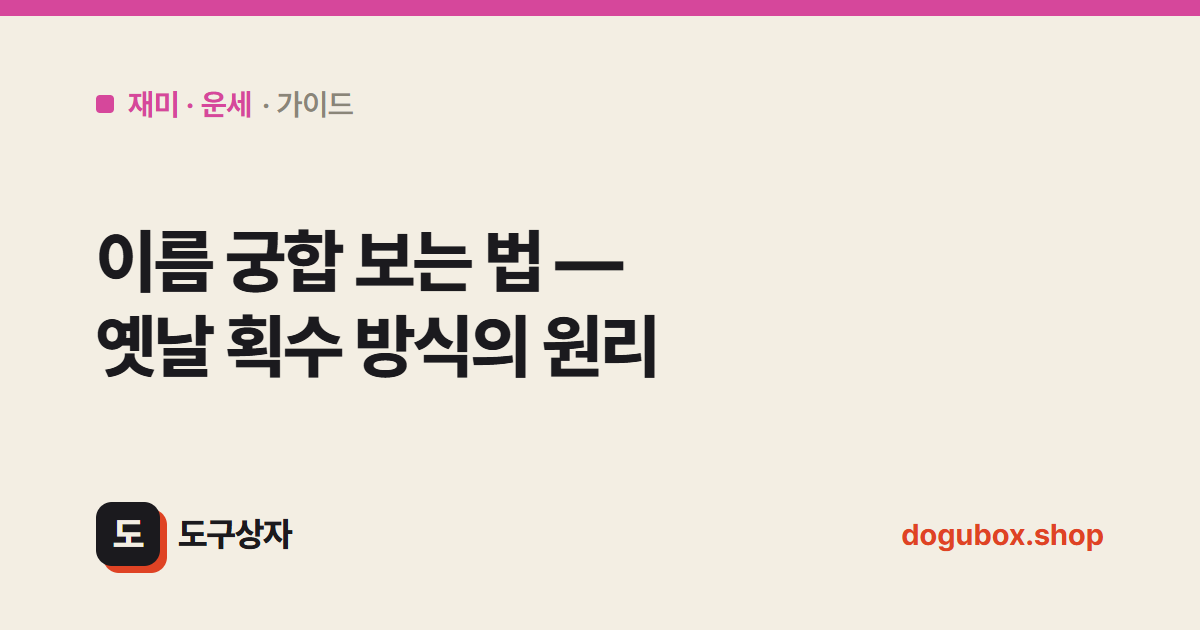 재미 · 운세 · 가이드
이름 궁합 보는 법 —
옛날 획수 방식의 원리
도 도구상자
dogubox.shop